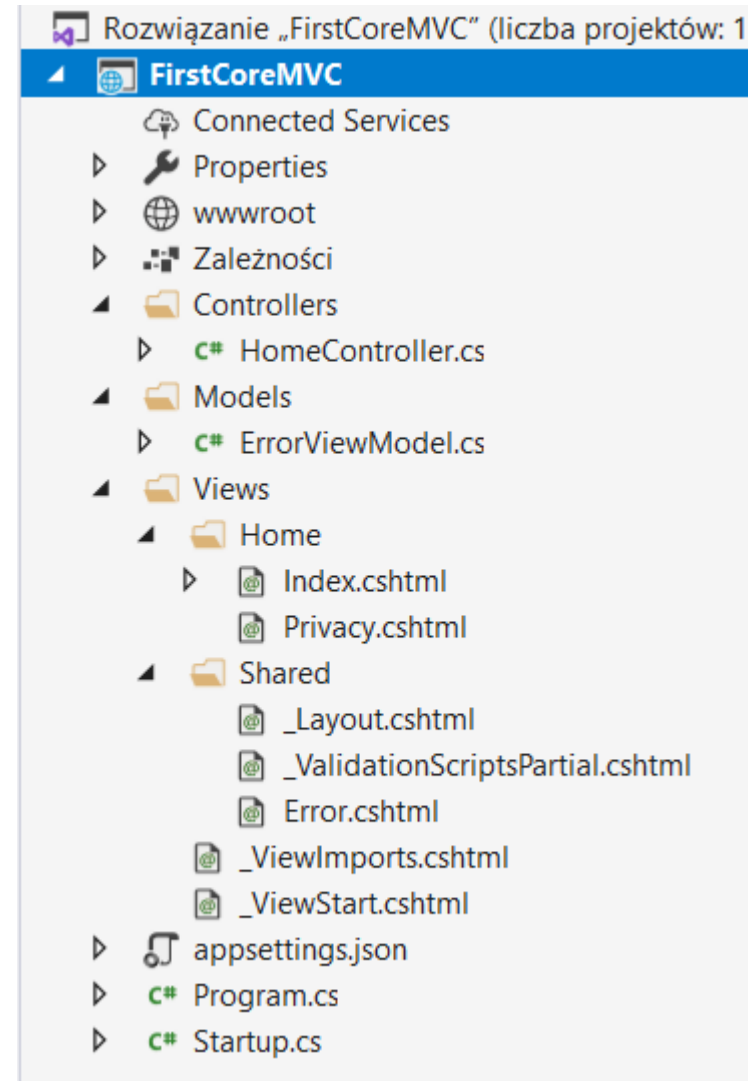 Rozwiązanie „FirstCoreMVC” (liczba projektów: 1
FirstCoreMVC
Connected Services
Properties
wwwroot
Zależności
Controllers
C# HomeController.cs
Models
C# ErrorViewModel.cs
Views
Home
@ Index.cshtml
@ Privacy.cshtml
Shared
@ _Layout.cshtml
@ _ValidationScriptsPartial.cshtml
@ Error.cshtml
@ _ViewImports.cshtml
@ _ViewStart.cshtml
appsettings.json
C# Program.cs
C# Startup.cs